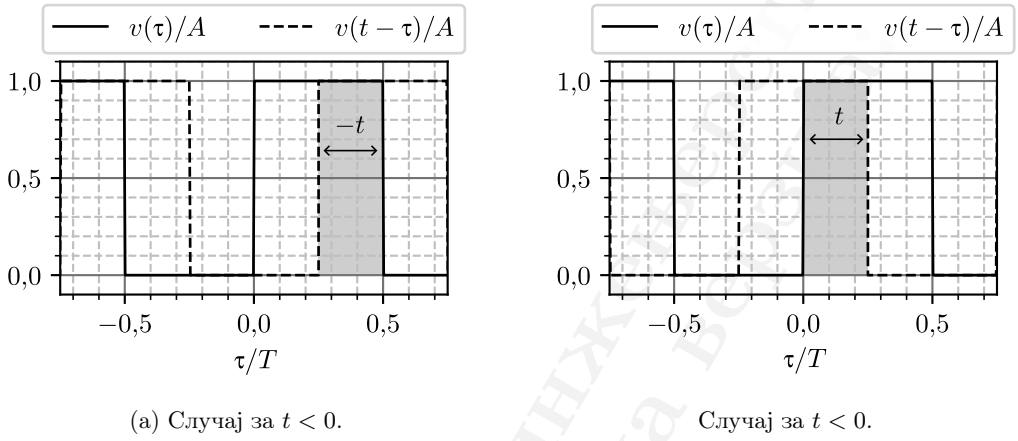 v(τ)/A v(t − τ)/A
v(τ)/A v(t − τ)/A
1,0
0,5
0,0
−t
−0,5 0,0 0,5
τ/T
1,0
0,5
0,0
t
−0,5 0,0 0,5
τ/T
(а) Случај за t < 0.
Случај за t < 0.